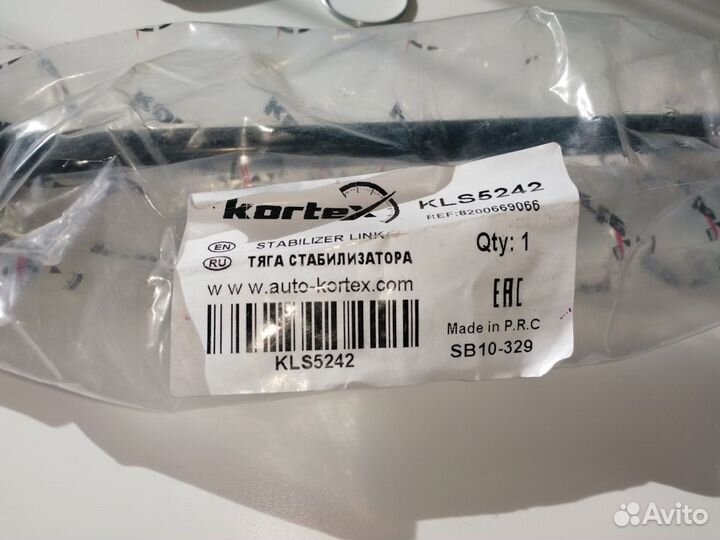 kortex
KLS5242
REF:8200669066
EN STABILIZER LINK
RU ТЯГА СТАБИЛИЗАТОРА
Qty: 1
www.auto-kortex.com
EAC
Made in P.R.C
KLS5242
SB10-329
Avito